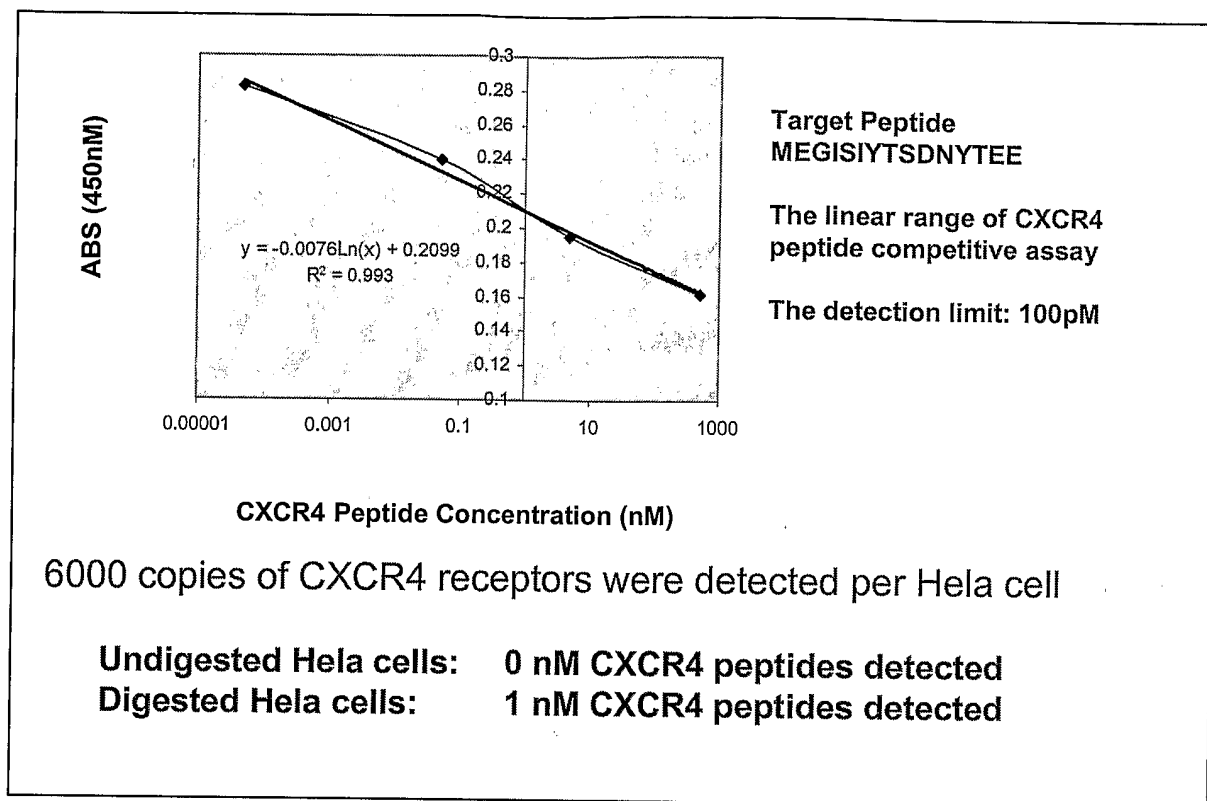 0.3
0.28
0.26
0.24
0.22
0.2
0.18
0.16
0.14
0.12
0.1
ABS (450nM)
y = -0.0076Ln(x) + 0.2099
R² = 0.993
0.00001 0.001 0.1 10 1000
CXCR4 Peptide Concentration (nM)
Target Peptide
MEGISIYTSDNYTEE
The linear range of CXCR4
peptide competitive assay
The detection limit: 100pM
6000 copies of CXCR4 receptors were detected per Hela cell
Undigested Hela cells: 0 nM CXCR4 peptides detected
Digested Hela cells: 1 nM CXCR4 peptides detected